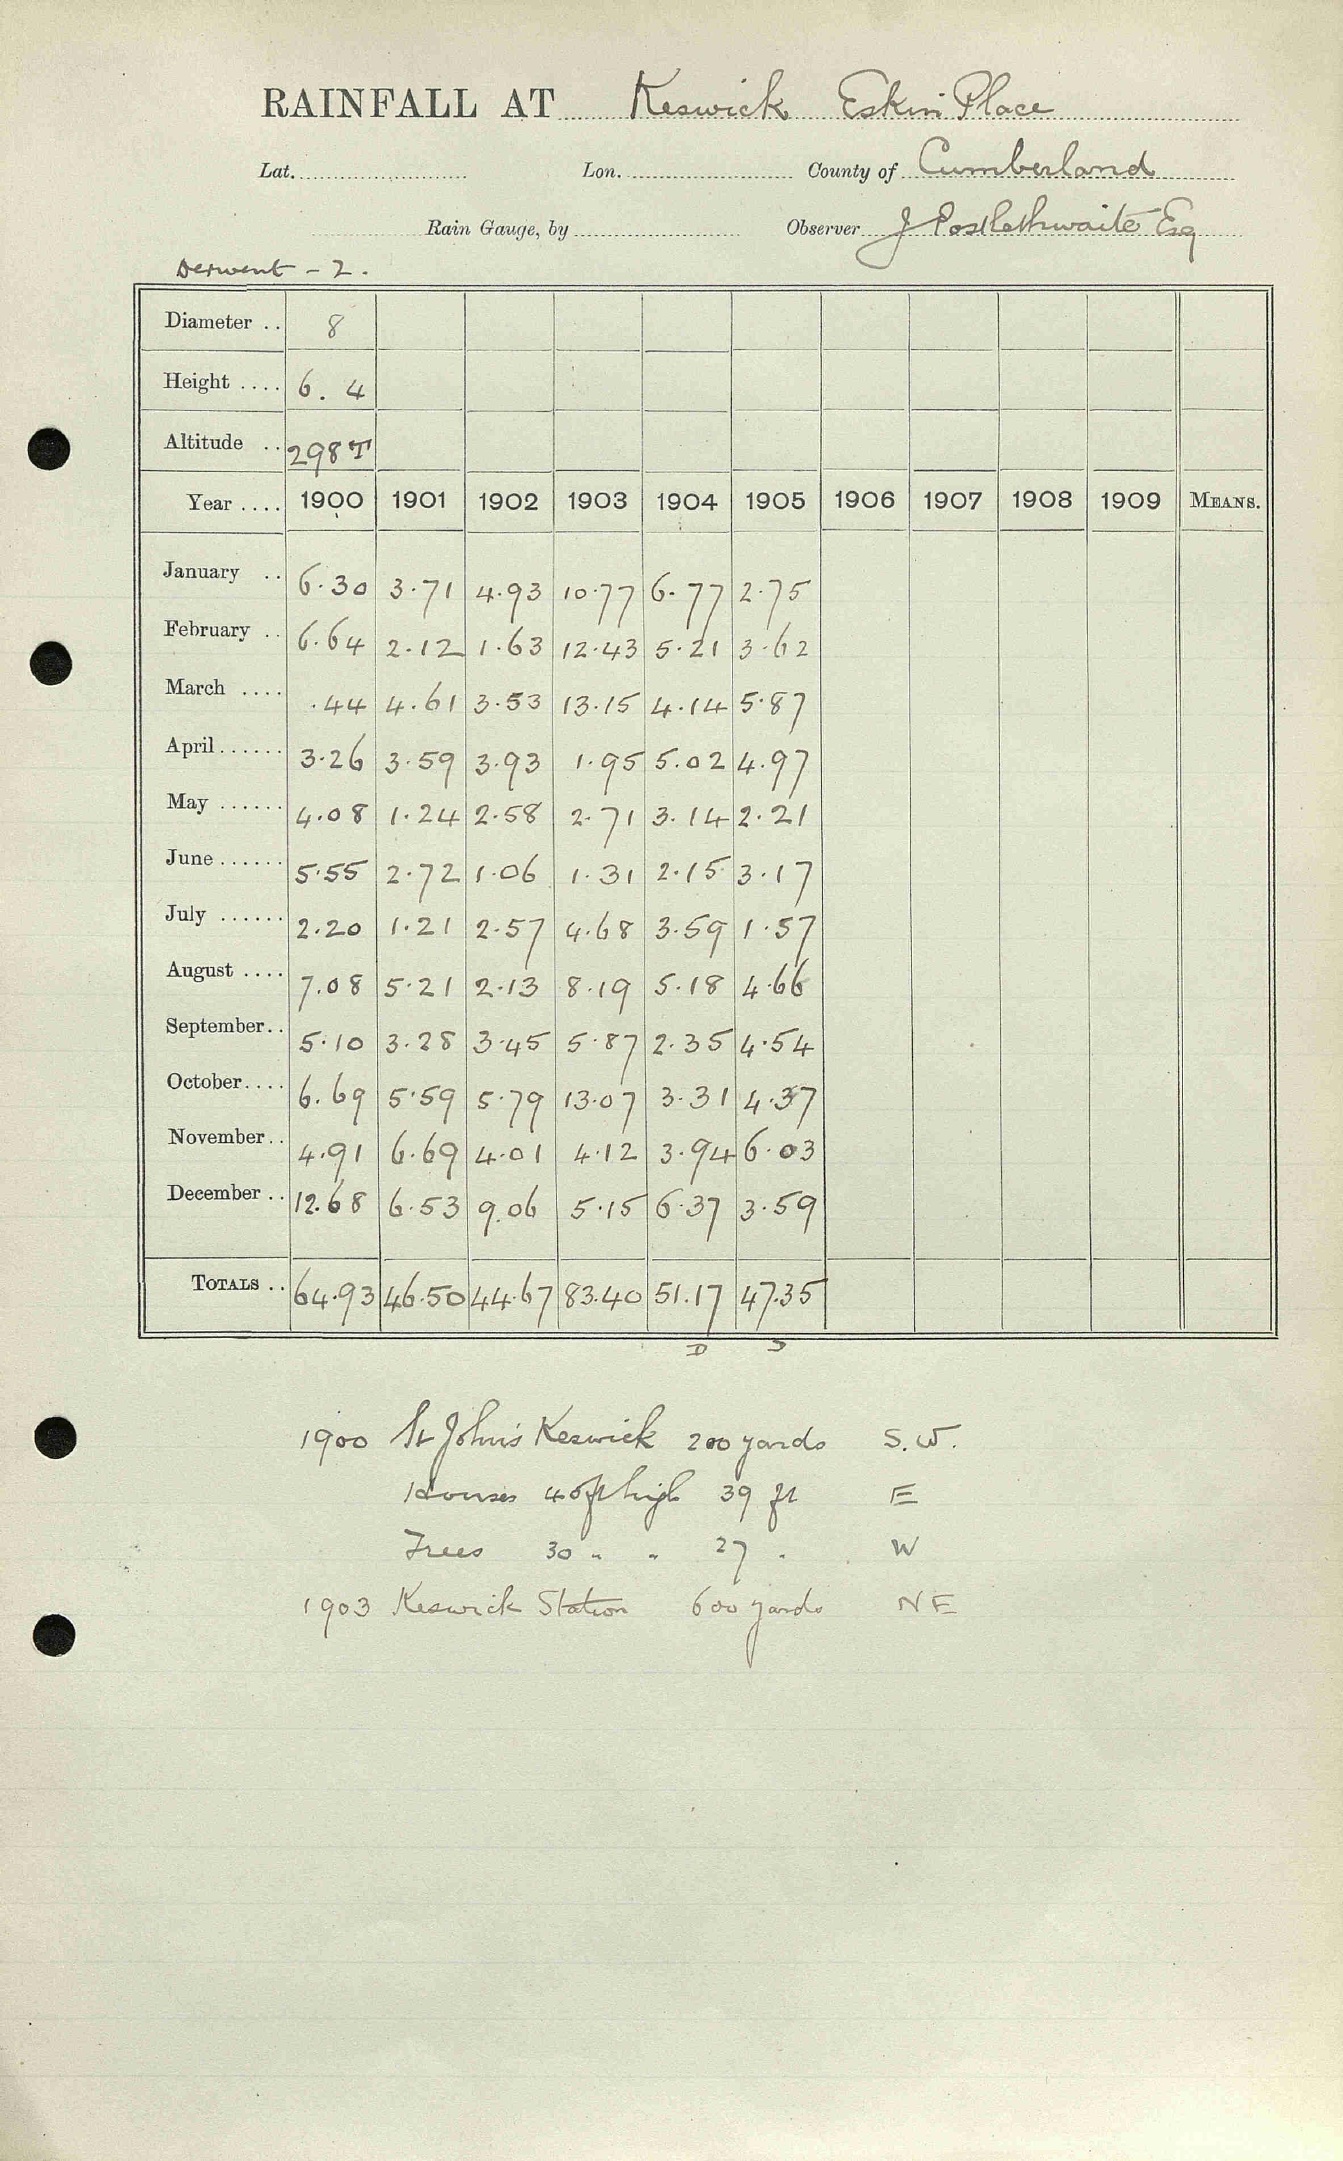 RAINFALL AT Keswick Eskin Place
Lat. Lon. County of Cumberland
Rain Gauge, by Observer J Postlethwaite Esq
Derwent - 2.
Diameter .. 8
Height .... 6. 4
Altitude .. 298 T
Year .... 1900 1901 1902 1903 1904 1905 1906 1907 1908 1909 MEANS.
January .. 6.30 3.71 4.93 10.77 6.77 2.75
February .. 6.64 2.12 1.63 12.43 5.21 3.62
March .... .44 4.61 3.53 13.15 4.14 5.87
April ...... 3.26 3.59 3.93 1.95 5.02 4.97
May ...... 4.08 1.24 2.58 2.71 3.14 2.21
June ...... 5.55 2.72 1.06 1.31 2.15 3.17
July ...... 2.20 1.21 2.57 4.68 3.59 1.57
August .... 7.08 5.21 2.13 8.19 5.18 4.66
September.. 5.10 3.28 3.45 5.87 2.35 4.54
October.... 6.69 5.59 5.79 13.07 3.31 4.37
November.. 4.91 6.69 4.01 4.12 3.94 6.03
December .. 12.68 6.53 9.06 5.15 6.37 3.59
TOTALS .. 64.93 46.50 44.67 83.40 51.17 47.35
D
1900 St John's Keswick 200 yards S.W.
Houses 40 ft high 39 ft E
Trees 30 " " 27 " W
1903 Keswick Station 600 yards NE